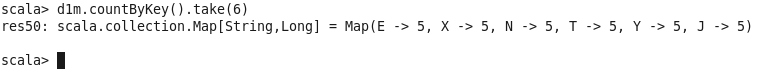 scala> d1m.countByKey().take(6)
res50: scala.collection.Map[String,Long] = Map(E -> 5, X -> 5, N -> 5, T -> 5, Y -> 5, J -> 5)
scala>